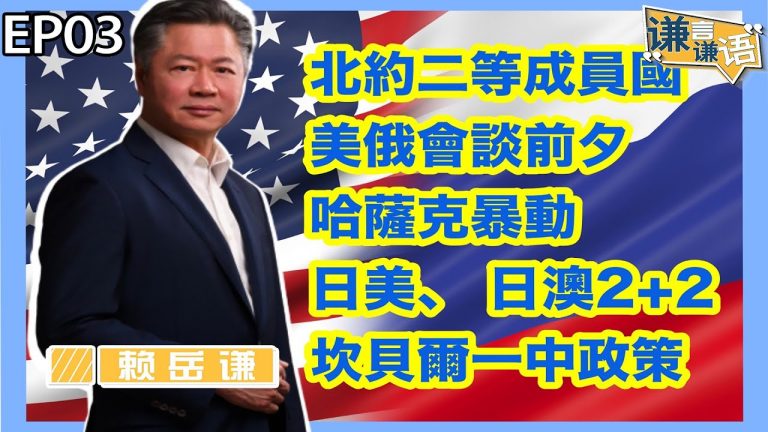 EP03
谦言谦语
北約二等成員國
美俄會談前夕
哈薩克暴動
日美、日澳2+2
坎貝爾一中政策
赖岳谦